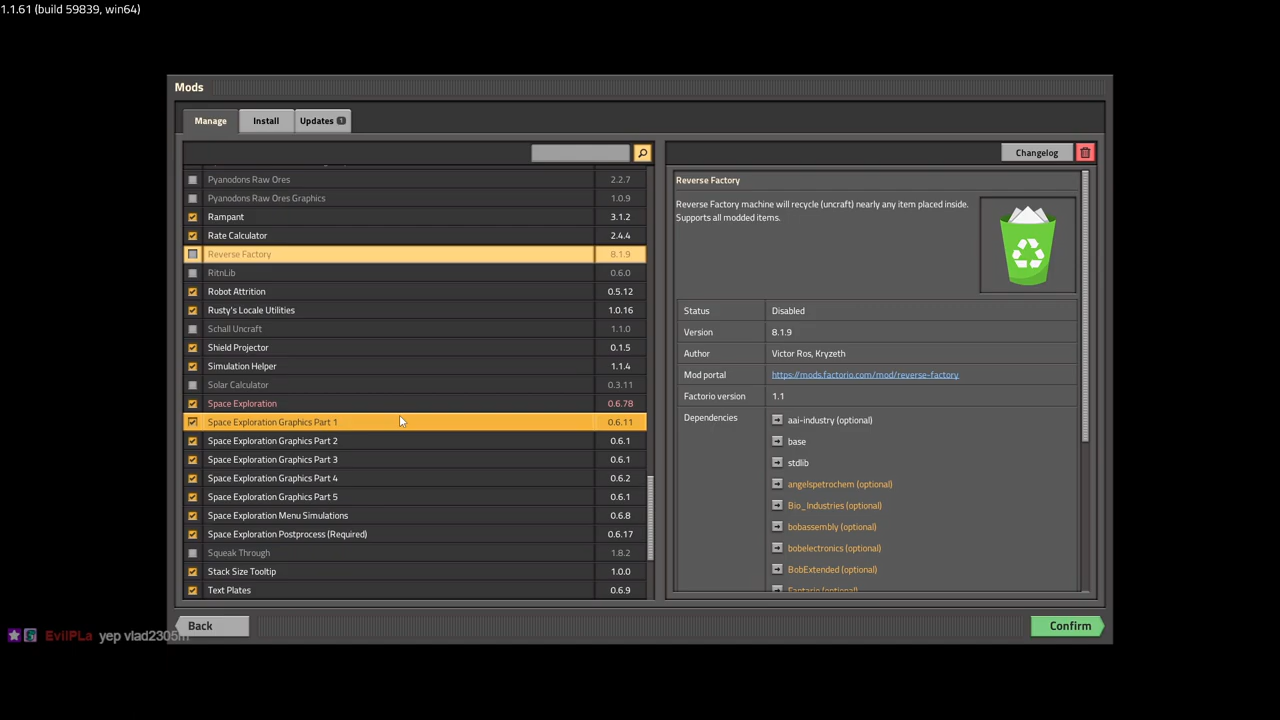 1.1.61 (build 59839, win64)
Mods
Manage
Install
Updates 1
Changelog
Pyanodons Raw Ores 2.2.7
Pyanodons Raw Ores Graphics 1.0.9
Rampant 3.1.2
Rate Calculator 2.4.4
Reverse Factory 8.1.9
RitnLib 0.6.0
Robot Attrition 0.5.12
Rusty's Locale Utilities 1.0.16
Schall Uncraft 1.1.0
Shield Projector 0.1.5
Simulation Helper 1.1.4
Solar Calculator 0.3.11
Space Exploration 0.6.78
Space Exploration Graphics Part 1 0.6.11
Space Exploration Graphics Part 2 0.6.1
Space Exploration Graphics Part 3 0.6.1
Space Exploration Graphics Part 4 0.6.2
Space Exploration Graphics Part 5 0.6.1
Space Exploration Menu Simulations 0.6.8
Space Exploration Postprocess (Required) 0.6.17
Squeak Through 1.8.2
Stack Size Tooltip 1.0.0
Text Plates 0.6.9
Reverse Factory
Reverse Factory machine will recycle (uncraft) nearly any item placed inside.
Supports all modded items.
Status Disabled
Version 8.1.9
Author Victor Ros, Kryzeth
Mod portal https://mods.factorio.com/mod/reverse-factory
Factorio version 1.1
Dependencies aai-industry (optional)
base
stdlib
angelspetrochem (optional)
Bio_Industries (optional)
bobassembly (optional)
bobelectronics (optional)
BobExtended (optional)
Fantario (optional)
EvilPLa yep vlad2305m
Back
Confirm